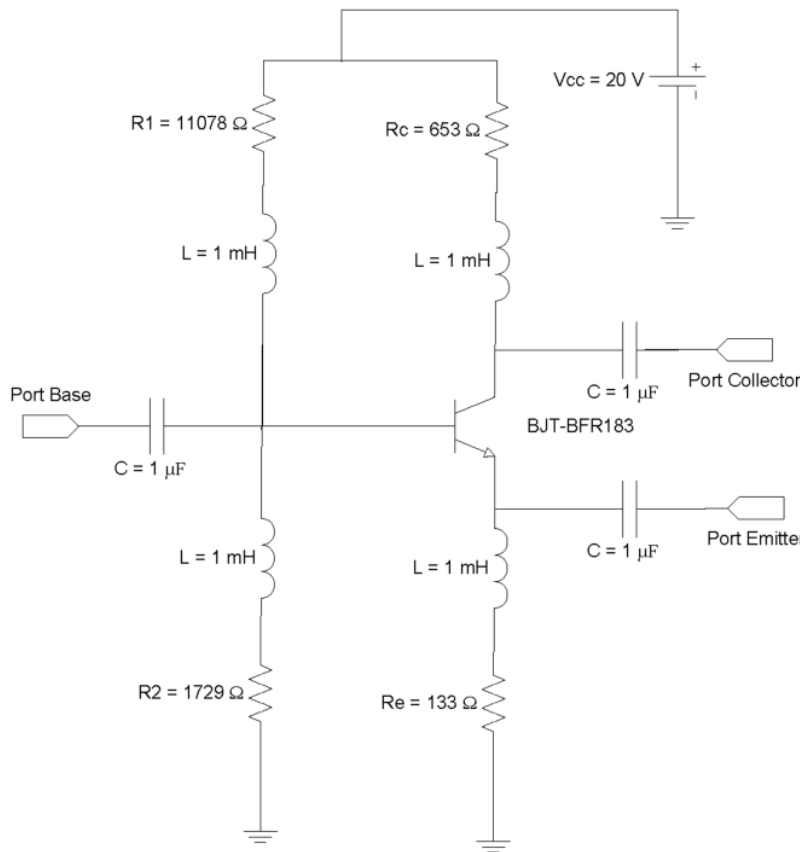 Vcc = 20 V
+
−
R1 = 11078 Ω
Rc = 653 Ω
L = 1 mH
L = 1 mH
Port Collector
C = 1 μF
Port Base
BJT-BFR183
C = 1 μF
Port Emitter
L = 1 mH
L = 1 mH
C = 1 μF
R2 = 1729 Ω
Re = 133 Ω